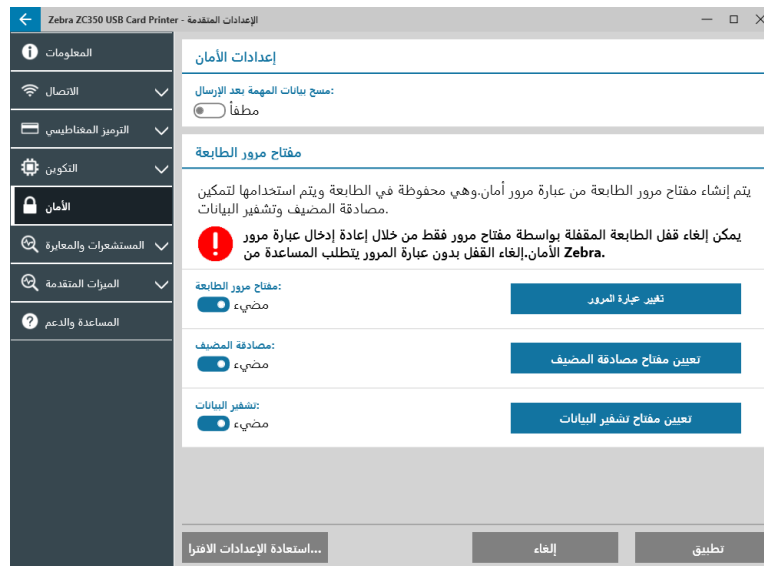 Zebra ZC350 USB Card Printer - الإعدادات المتقدمة
المعلومات
الاتصال
الترميز المغناطيسي
التكوين
الأمان
المستشعرات والمعايرة
الميزات المتقدمة
المساعدة والدعم
إعدادات الأمان
مسح بيانات المهمة بعد الإرسال:
مطفأ
مفتاح مرور الطابعة
يتم إنشاء مفتاح مرور الطابعة من عبارة مرور أمان.وهي محفوظة في الطابعة ويتم استخدامها لتمكين
مصادقة المضيف وتشفير البيانات.
يمكن إلغاء قفل الطابعة المقفلة بواسطة مفتاح مرور فقط من خلال إعادة إدخال عبارة مرور
الأمان.إلغاء القفل بدون عبارة المرور يتطلب المساعدة من Zebra.
مفتاح مرور الطابعة:
مضيء
تغيير عبارة المرور
مصادقة المضيف:
مضيء
تعيين مفتاح مصادقة المضيف
تشفير البيانات:
مضيء
تعيين مفتاح تشفير البيانات
استعادة الإعدادات الافترا...
إلغاء
تطبيق